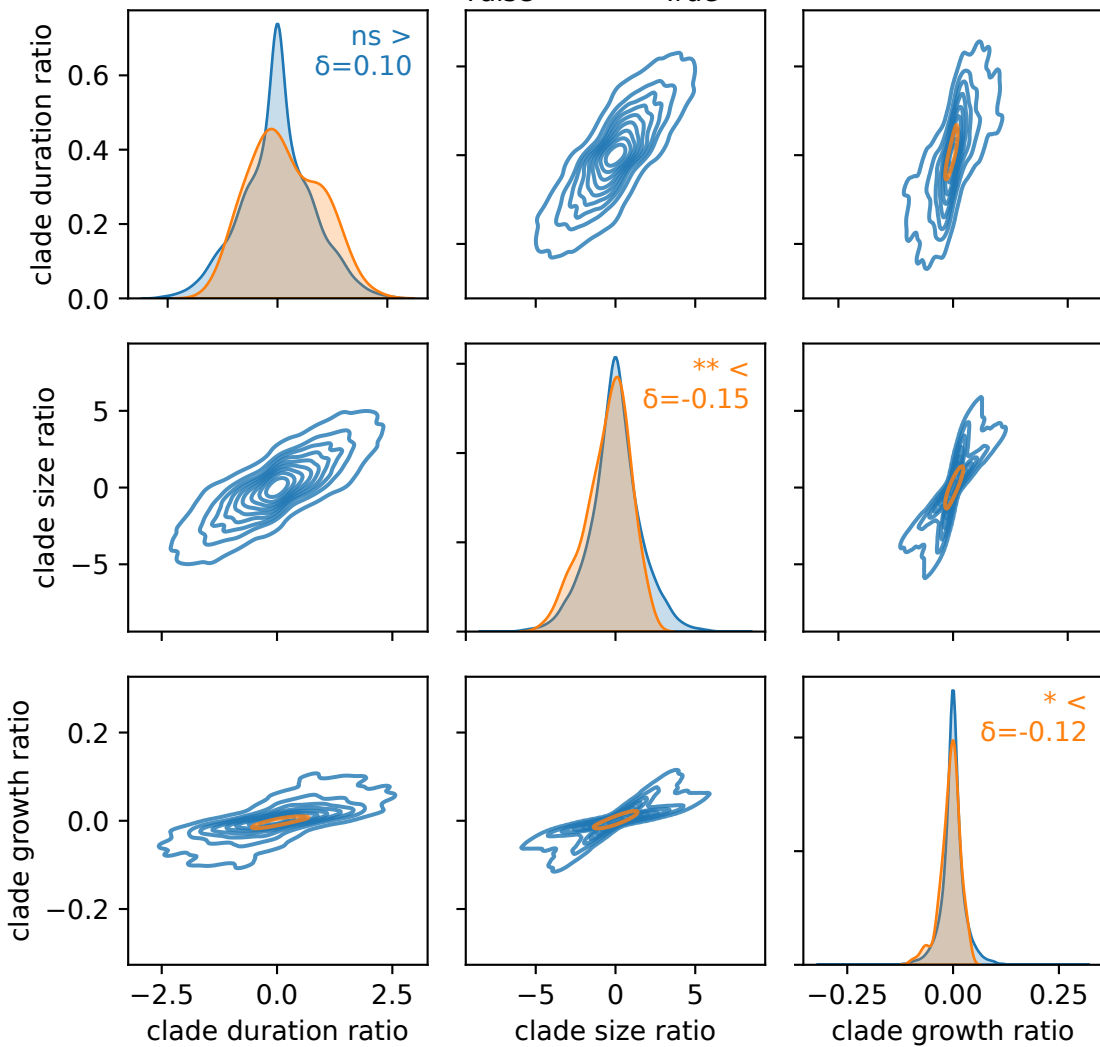 clade duration ratio
0.6
0.4
0.2
0.0
ns >
δ=0.10
clade size ratio
5
0
−5
** <
δ=-0.15
clade growth ratio
0.2
0.0
−0.2
* <
δ=-0.12
−2.5 0.0 2.5
−5 0 5
−0.25 0.00 0.25
clade duration ratio
clade size ratio
clade growth ratio